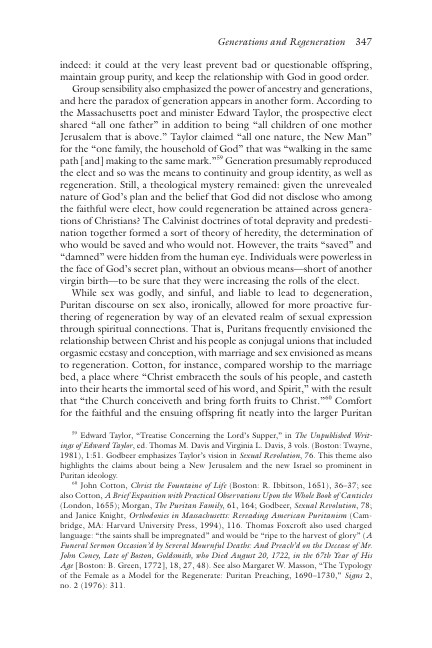 Generations and Regeneration 347
indeed: it could at the very least prevent bad or questionable offspring,
maintain group purity, and keep the relationship with God in good order.
Group sensibility also emphasized the power of ancestry and generations,
and here the paradox of generation appears in another form. According to
the Massachusetts poet and minister Edward Taylor, the prospective elect
shared “all one father” in addition to being “all children of one mother
Jerusalem that is above.” Taylor claimed “all one nature, the New Man”
for the “one family, the household of God” that was “walking in the same
path [and] making to the same mark.”⁵⁹ Generation presumably reproduced
the elect and so was the means to continuity and group identity, as well as
regeneration. Still, a theological mystery remained: given the unrevealed
nature of God’s plan and the belief that God did not disclose who among
the faithful were elect, how could regeneration be attained across genera-
tions of Christians? The Calvinist doctrines of total depravity and predesti-
nation together formed a sort of theory of heredity, the determination of
who would be saved and who would not. However, the traits “saved” and
“damned” were hidden from the human eye. Individuals were powerless in
the face of God’s secret plan, without an obvious means—short of another
virgin birth—to be sure that they were increasing the rolls of the elect.
While sex was godly, and sinful, and liable to lead to degeneration,
Puritan discourse on sex also, ironically, allowed for more proactive fur-
thering of regeneration by way of an elevated realm of sexual expression
through spiritual connections. That is, Puritans frequently envisioned the
relationship between Christ and his people as conjugal unions that included
orgasmic ecstasy and conception, with marriage and sex envisioned as means
to regeneration. Cotton, for instance, compared worship to the marriage
bed, a place where “Christ embraceth the souls of his people, and casteth
into their hearts the immortal seed of his word, and Spirit,” with the result
that “the Church conceiveth and bring forth fruits to Christ.”⁶⁰ Comfort
for the faithful and the ensuing offspring fit neatly into the larger Puritan
⁵⁹ Edward Taylor, “Treatise Concerning the Lord’s Supper,” in The Unpublished Writ-
ings of Edward Taylor, ed. Thomas M. Davis and Virginia L. Davis, 3 vols. (Boston: Twayne,
1981), 1:51. Godbeer emphasizes Taylor’s vision in Sexual Revolution, 76. This theme also
highlights the claims about being a New Jerusalem and the new Israel so prominent in
Puritan ideology.
⁶⁰ John Cotton, Christ the Fountaine of Life (Boston: R. Ibbitson, 1651), 36–37; see
also Cotton, A Brief Exposition with Practical Observations Upon the Whole Book of Canticles
(London, 1655); Morgan, The Puritan Family, 61, 164; Godbeer, Sexual Revolution, 78;
and Janice Knight, Orthodoxies in Massachusetts: Rereading American Puritanism (Cam-
bridge, MA: Harvard University Press, 1994), 116. Thomas Foxcroft also used charged
language: “the saints shall be impregnated” and would be “ripe to the harvest of glory” (A
Funeral Sermon Occasion’d by Several Mournful Deaths: And Preach’d on the Decease of Mr.
John Coney, Late of Boston, Goldsmith, who Died August 20, 1722, in the 67th Year of His
Age [Boston: B. Green, 1772], 18, 27, 48). See also Margaret W. Masson, “The Typology
of the Female as a Model for the Regenerate: Puritan Preaching, 1690–1730,” Signs 2,
no. 2 (1976): 311.